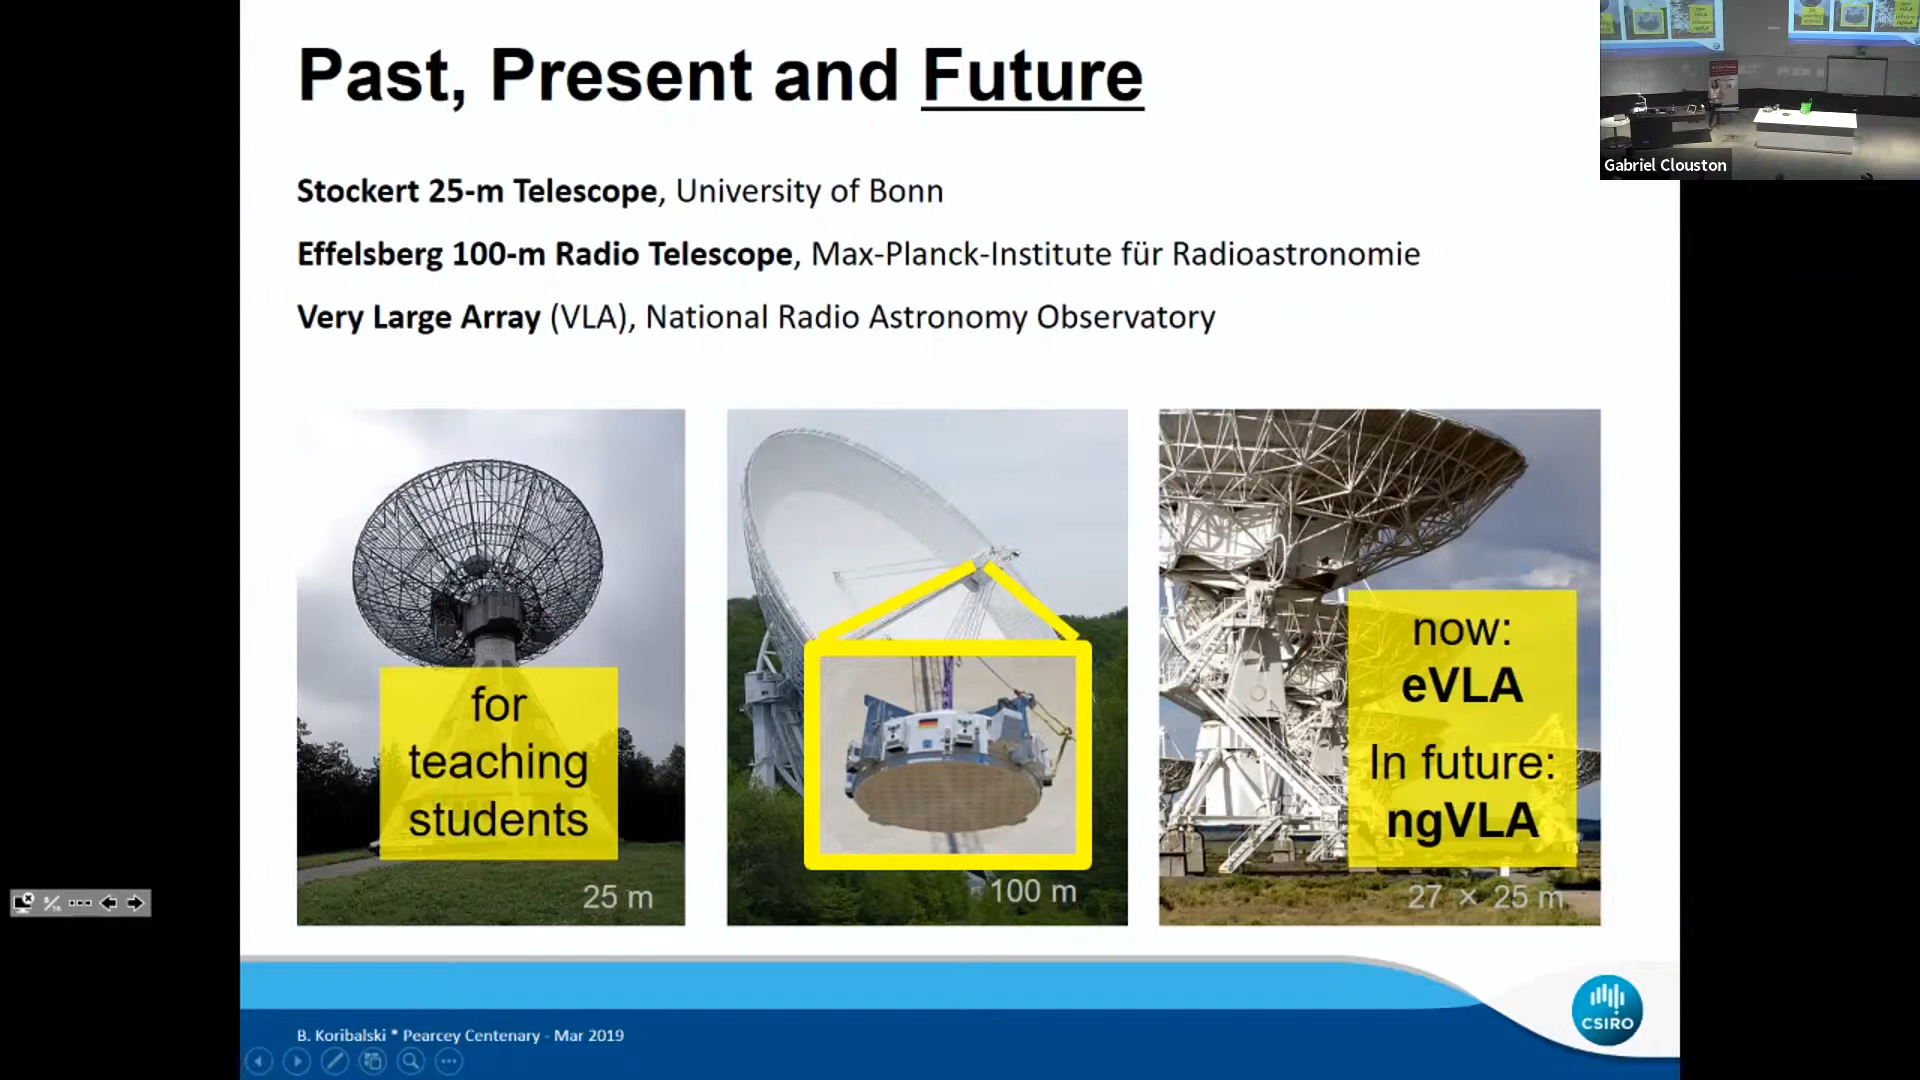 Past, Present and Future
Stockert 25-m Telescope, University of Bonn
Effelsberg 100-m Radio Telescope, Max-Planck-Institute für Radioastronomie
Very Large Array (VLA), National Radio Astronomy Observatory
for
teaching
students
25 m
100 m
now:
eVLA
In future:
ngVLA
27 × 25 m
B. Koribalski * Pearcey Centenary - Mar 2019
CSIRO
Gabriel Clouston